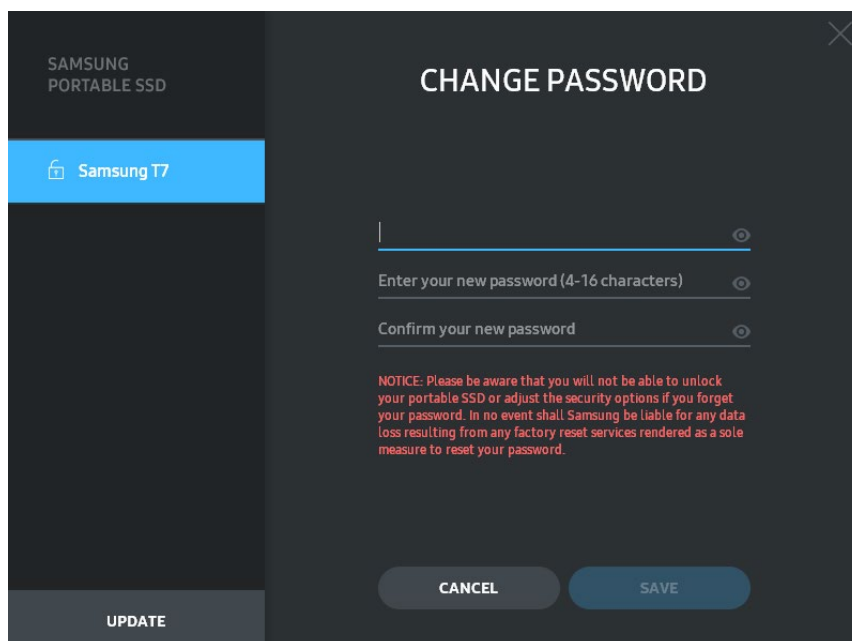 SAMSUNG
PORTABLE SSD
CHANGE PASSWORD
Samsung T7
Enter your new password (4-16 characters)
Confirm your new password
NOTICE: Please be aware that you will not be able to unlock
your portable SSD or adjust the security options if you forget
your password. In no event shall Samsung be liable for any data
loss resulting from any factory reset services rendered as a sole
measure to reset your password.
CANCEL
SAVE
UPDATE